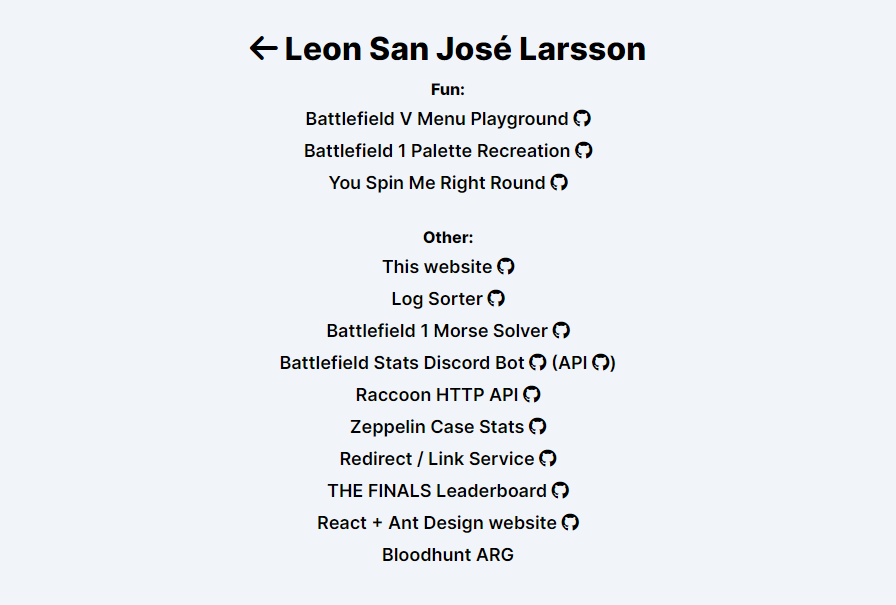 Leon San José Larsson
Fun:
Battlefield V Menu Playground
Battlefield 1 Palette Recreation
You Spin Me Right Round
Other:
This website
Log Sorter
Battlefield 1 Morse Solver
Battlefield Stats Discord Bot (API )
Raccoon HTTP API
Zeppelin Case Stats
Redirect / Link Service
THE FINALS Leaderboard
React + Ant Design website
Bloodhunt ARG